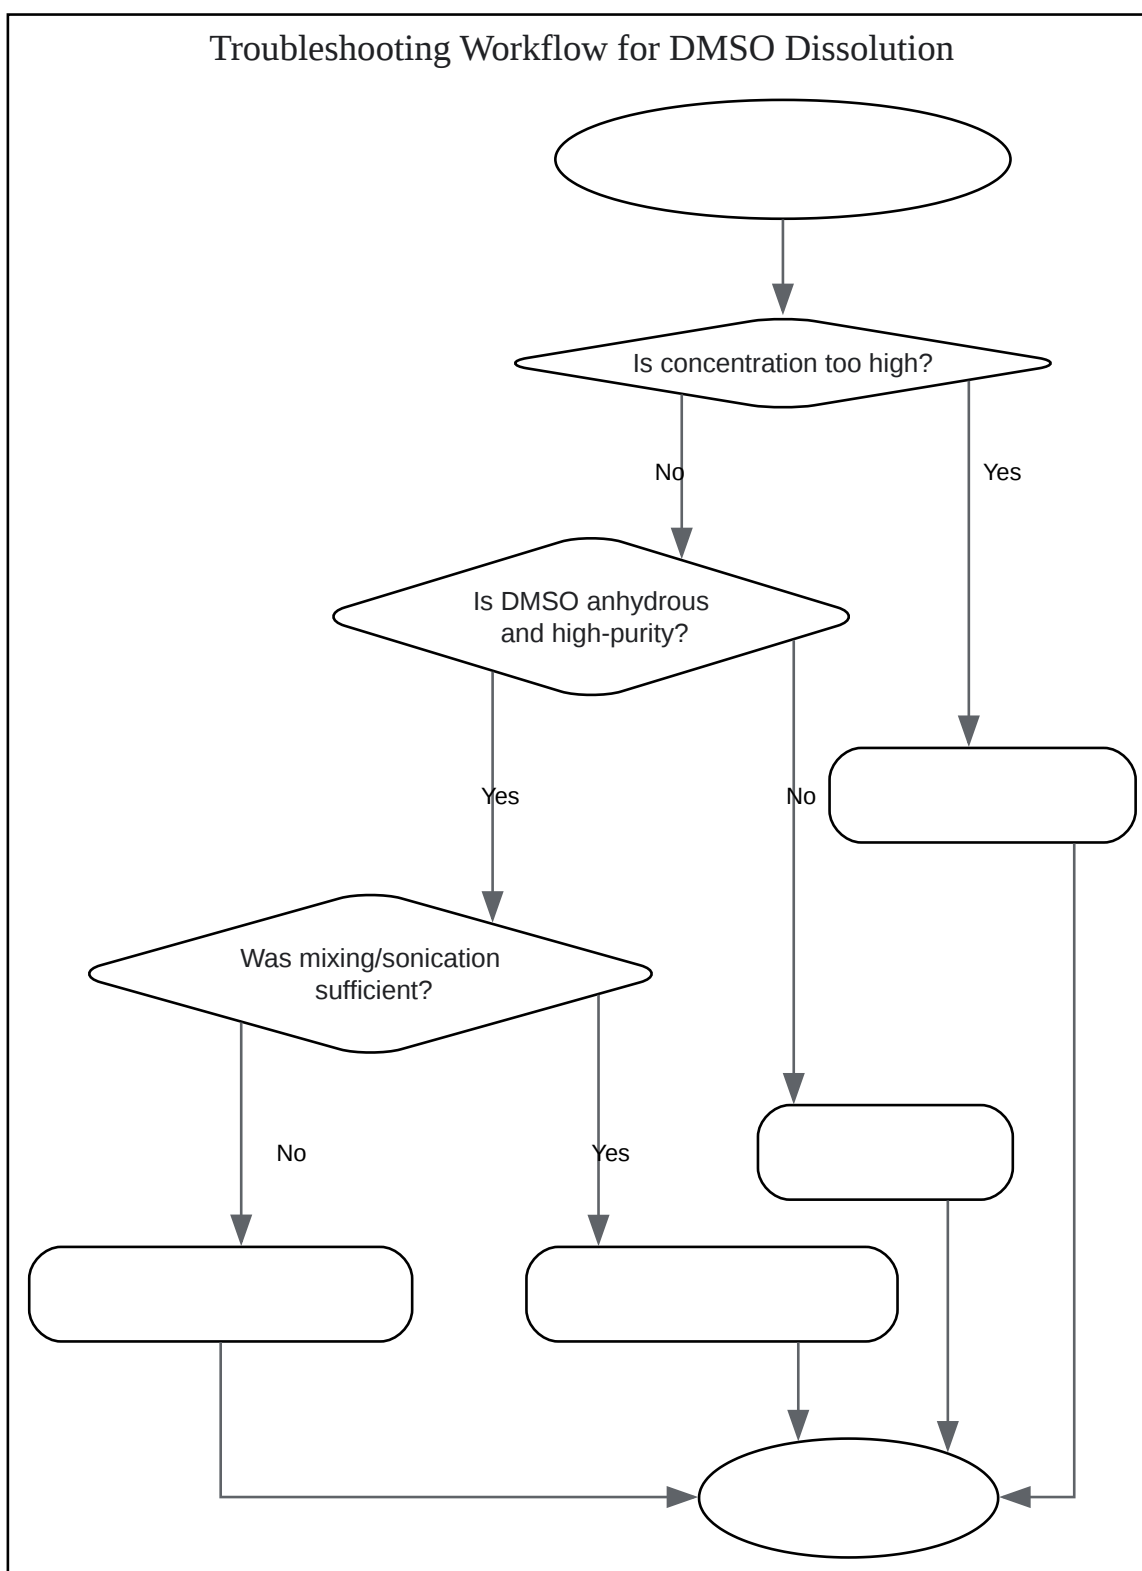 Troubleshooting Workflow for DMSO Dissolution
Is concentration too high?
No
Yes
Is DMSO anhydrous
and high-purity?
Yes
No
Was mixing/sonication
sufficient?
No
Yes